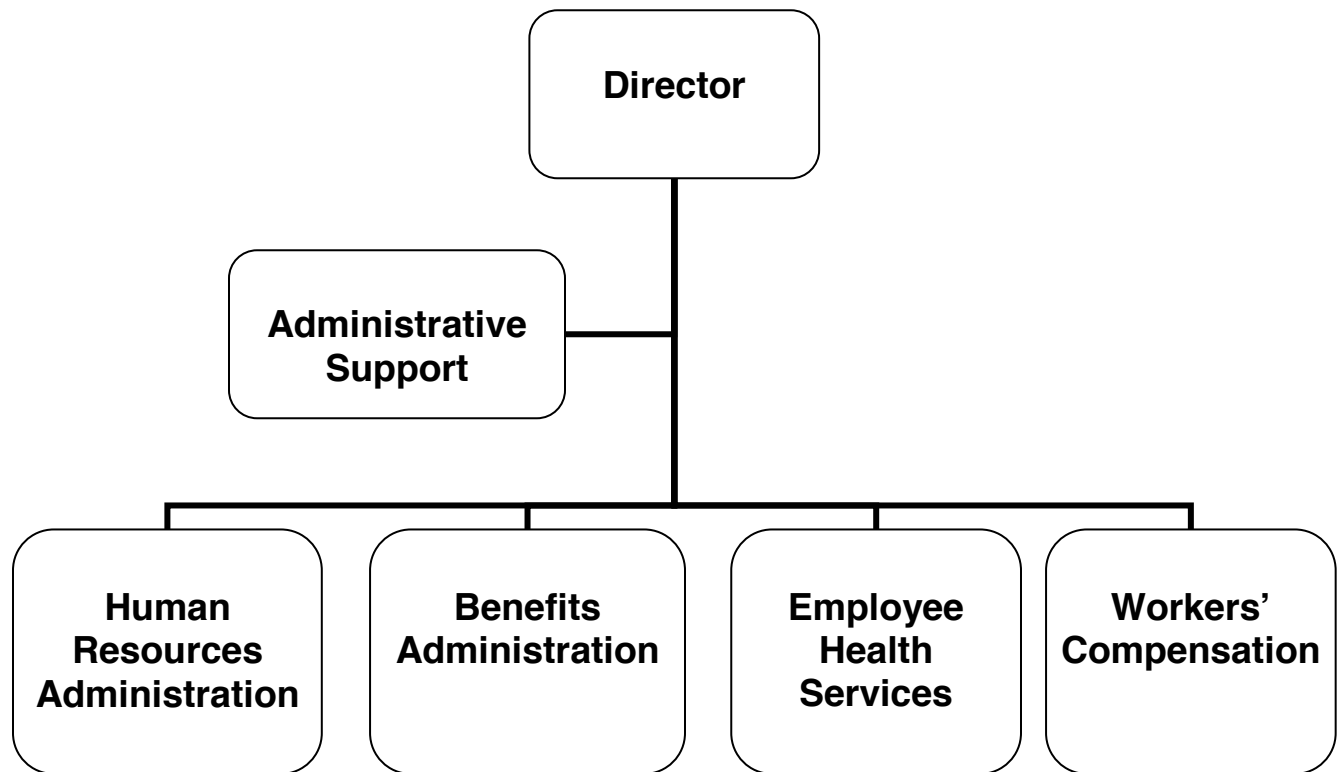 Director
Administrative
Support
Human
Resources
Administration
Benefits
Administration
Employee
Health
Services
Workers’
Compensation